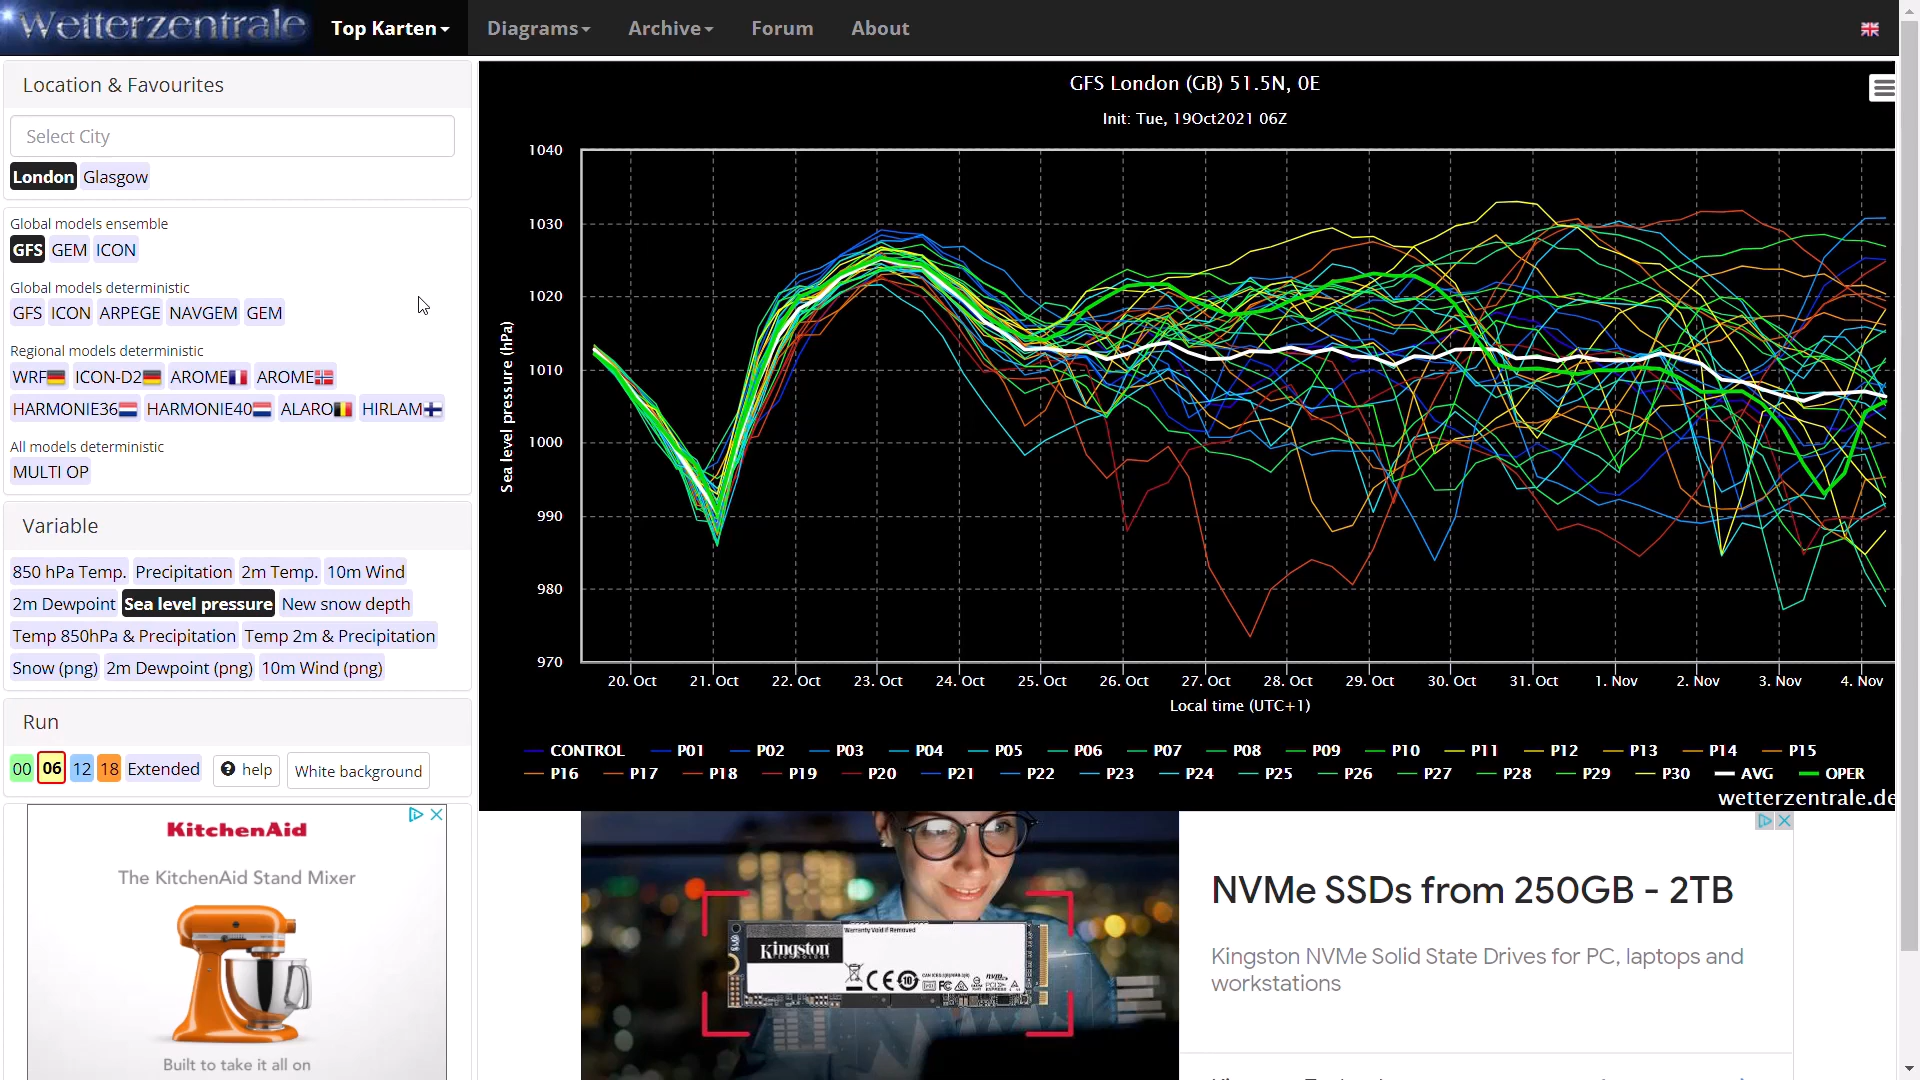 Wetterzentrale
Top Karten
Diagrams
Archive
Forum
About
Location & Favourites
Select City
London Glasgow
Global models ensemble
GFS GEM ICON
Global models deterministic
GFS ICON ARPEGE NAVGEM GEM
Regional models deterministic
WRF ICON-D2 AROME AROME
HARMONIE36 HARMONIE40 ALARO HIRLAM
All models deterministic
MULTI OP
Variable
850 hPa Temp. Precipitation 2m Temp. 10m Wind
2m Dewpoint Sea level pressure New snow depth
Temp 850hPa & Precipitation Temp 2m & Precipitation
Snow (png) 2m Dewpoint (png) 10m Wind (png)
Run
00 06 12 18 Extended help White background
KitchenAid
The KitchenAid Stand Mixer
Built to take it all on
GFS London (GB) 51.5N, 0E
Init: Tue, 19Oct2021 06Z
Sea level pressure (hPa)
1040
1030
1020
1010
1000
990
980
970
20. Oct 21. Oct 22. Oct 23. Oct 24. Oct 25. Oct 26. Oct 27. Oct 28. Oct 29. Oct 30. Oct 31. Oct 1. Nov 2. Nov 3. Nov 4. Nov
Local time (UTC+1)
CONTROL P01 P02 P03 P04 P05 P06 P07 P08 P09 P10 P11 P12 P13 P14 P15
P16 P17 P18 P19 P20 P21 P22 P23 P24 P25 P26 P27 P28 P29 P30 AVG OPER
wetterzentrale.de
Warranty Void If Removed
Kingston
TECHNOLOGY
NVMe SSDs from 250GB - 2TB
Kingston NVMe Solid State Drives for PC, laptops and
workstations